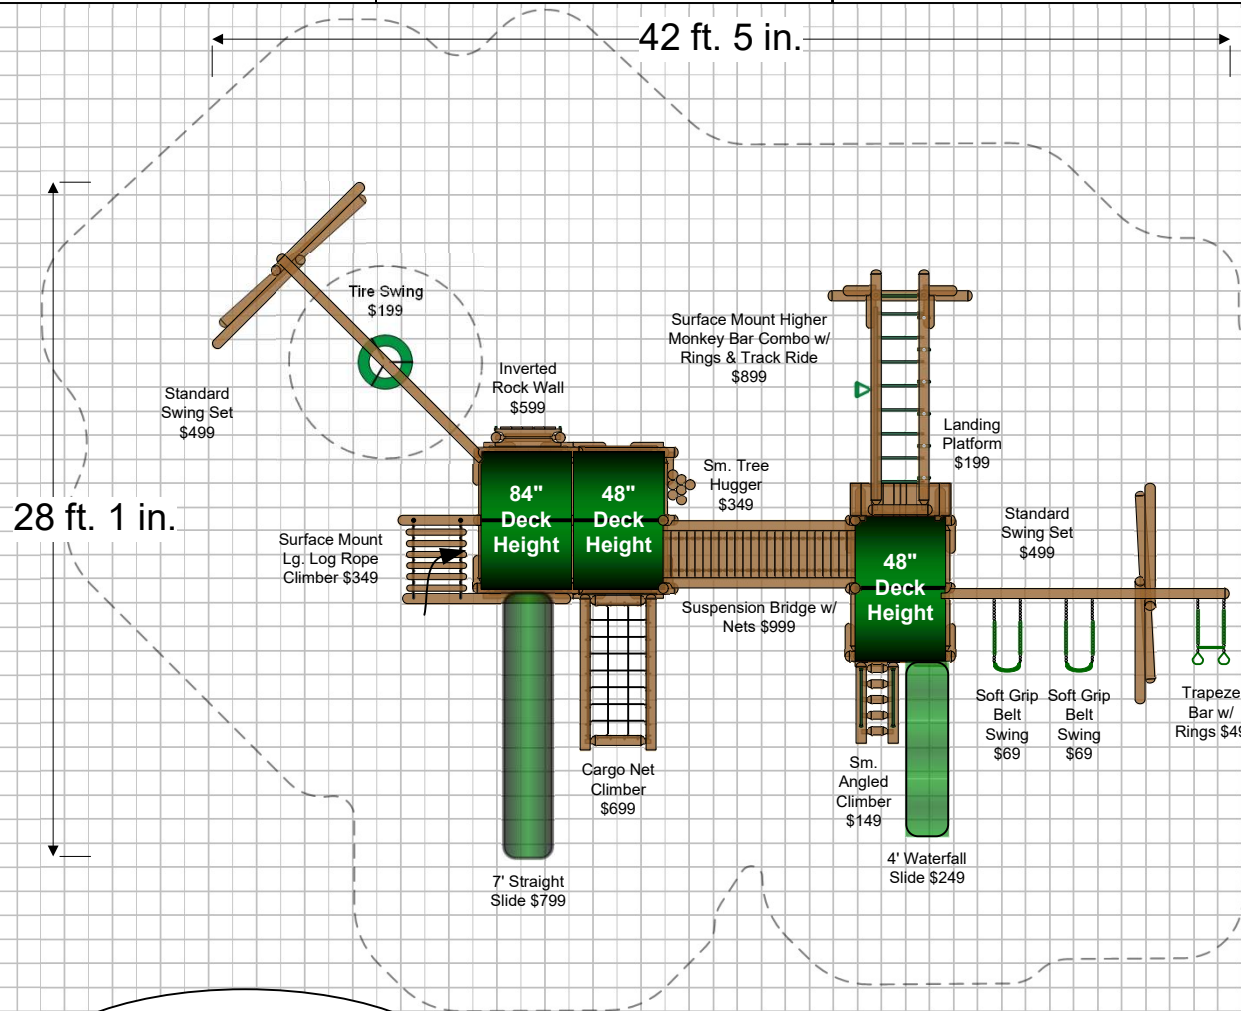 42 ft. 5 in.
Tire Swing
$199
Surface Mount Higher
Monkey Bar Combo w/
Rings & Track Ride
$899
Inverted
Rock Wall
$599
Standard
Swing Set
$499
Landing
Platform
$199
Sm. Tree
Hugger
$349
84"
Deck
Height
48"
Deck
Height
28 ft. 1 in.
Standard
Swing Set
$499
Surface Mount
Lg. Log Rope
Climber $349
48"
Deck
Height
Suspension Bridge w/
Nets $999
Soft Grip
Belt
Swing
$69
Soft Grip
Belt
Swing
$69
Trapeze
Bar w/
Rings $49
Cargo Net
Climber
$699
Sm.
Angled
Climber
$149
4' Waterfall
Slide $249
7' Straight
Slide $799